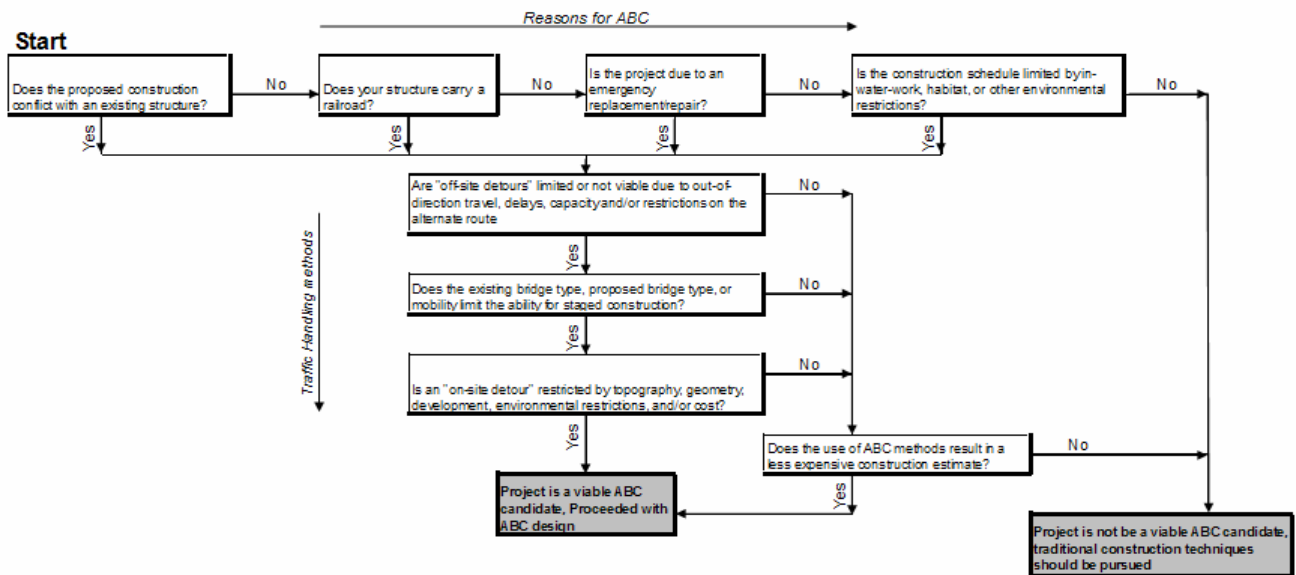 Reasons for ABC
Start
Does the proposed construction
conflict with an existing structure?
No
Does your structure carry a
railroad?
No
Is the project due to an
emergency
replacement/repair?
No
Is the construction schedule limited by in-
water-work, habitat, or other environmental
restrictions?
No
Yes
Yes
Yes
Yes
Are "off-site detours" limited or not viable due to out-of-
direction travel, delays, capacity and/or restrictions on the
alternate route
No
Yes
Traffic Handling methods
Does the existing bridge type, proposed bridge type, or
mobility limit the ability for staged construction?
No
Yes
Is an "on-site detour" restricted by topography, geometry,
development, environmental restrictions, and/or cost?
No
Yes
Does the use of ABC methods result in a
less expensive construction estimate?
No
Yes
Project is a viable ABC
candidate, Proceeded with
ABC design
Project is not be a viable ABC candidate,
traditional construction techniques
should be pursued